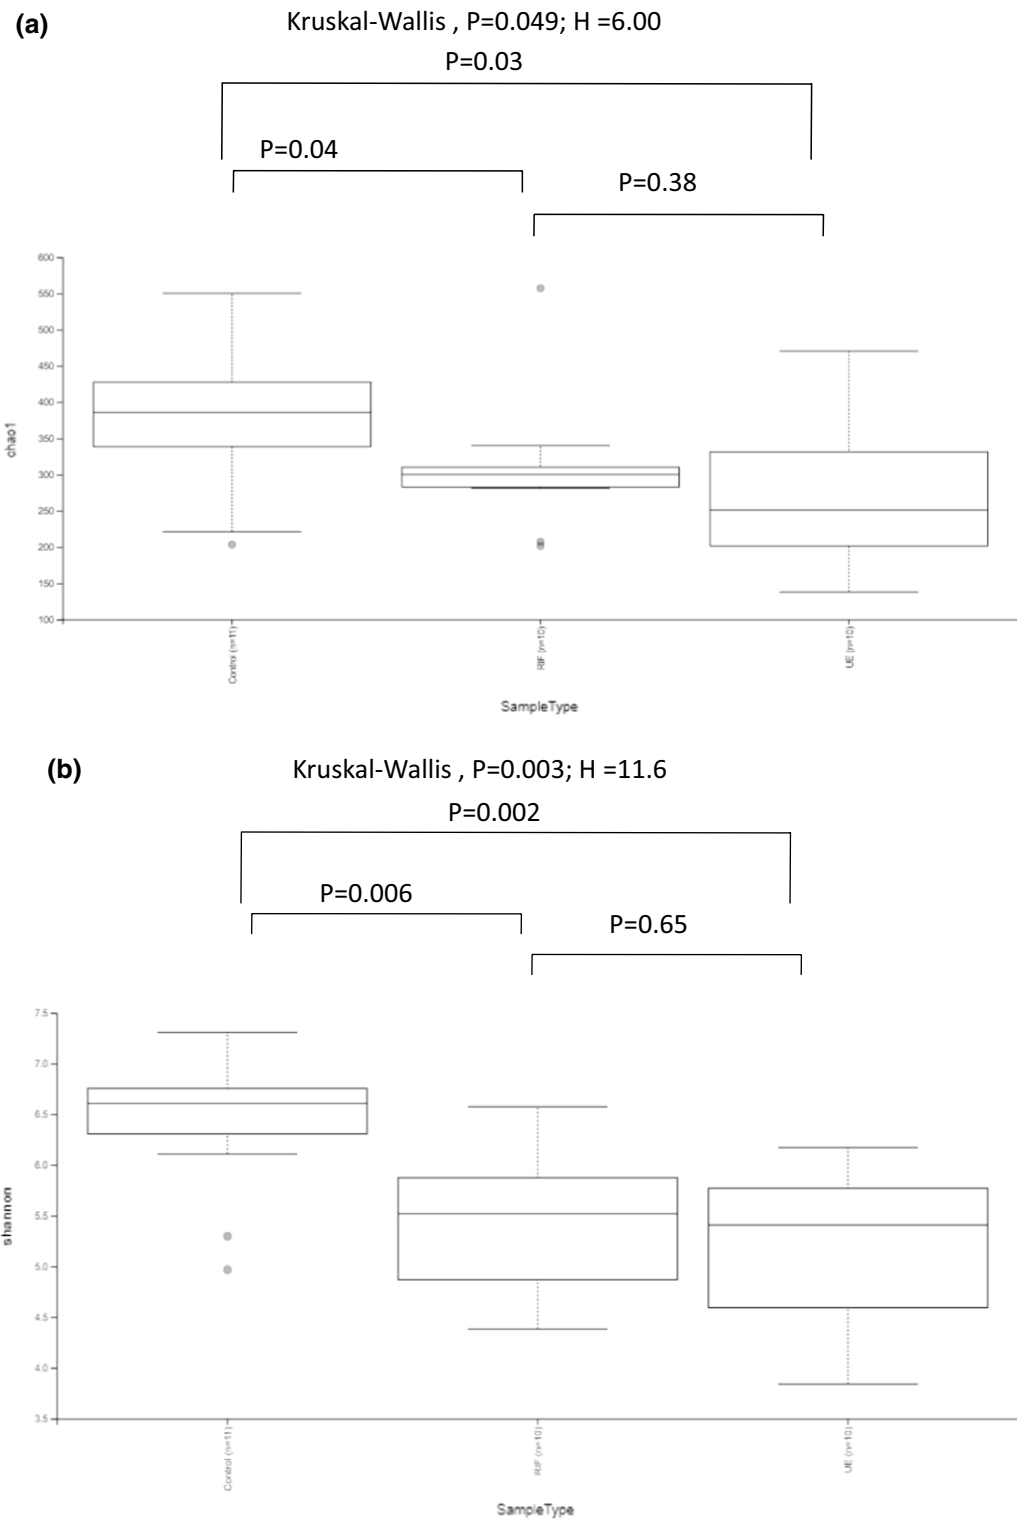 (a)
Kruskal-Wallis , P=0.049; H =6.00
P=0.03
P=0.04
P=0.38
600
550
500
450
400
350
300
250
200
150
100
chao1
Control (n=11)
RIF (n=10)
UE (n=10)
SampleType
(b)
Kruskal-Wallis , P=0.003; H =11.6
P=0.002
P=0.006
P=0.65
7.5
7.0
6.5
6.0
5.5
5.0
4.5
4.0
3.5
shannon
Control (n=11)
RIF (n=10)
UE (n=10)
SampleType